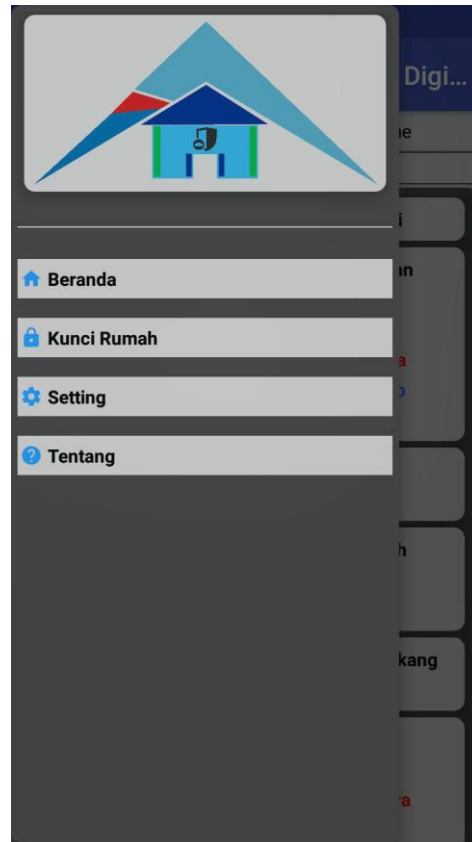 Digi...
Beranda
Kunci Rumah
Setting
Tentang
kang